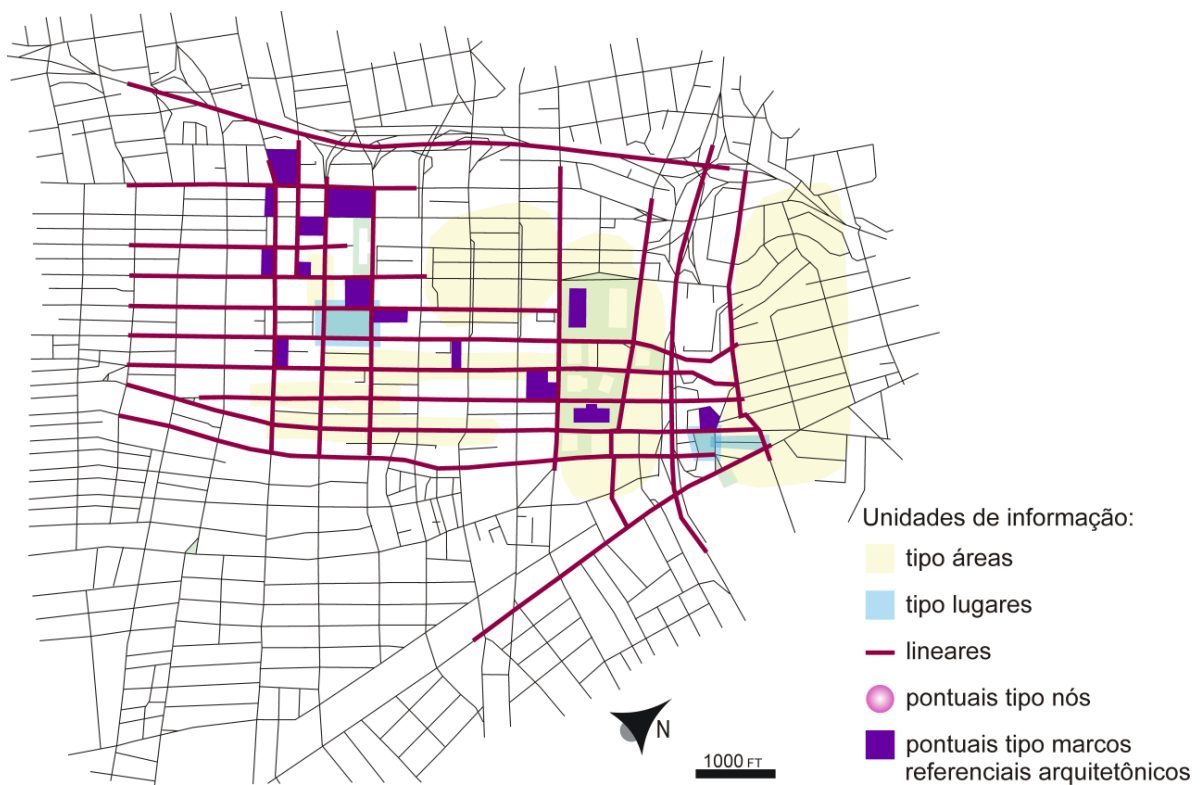 Unidades de informação:
tipo áreas
tipo lugares
lineares
pontuais tipo nós
pontuais tipo marcos
referenciais arquitetônicos
N
1000 FT